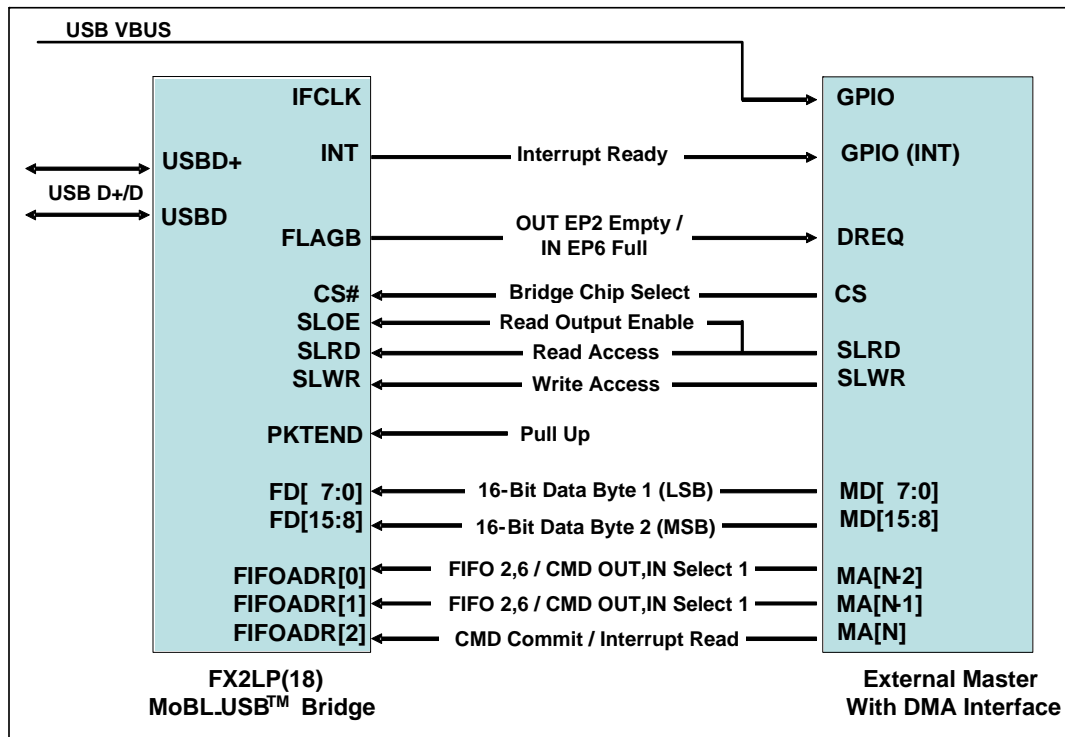 USB VBUS
IFCLK
GPIO
INT
Interrupt Ready
GPIO (INT)
USBD+
USB D+/D
USBD
FLAGB
OUT EP2 Empty /
IN EP6 Full
DREQ
CS#
Bridge Chip Select
CS
SLOE
Read Output Enable
SLRD
Read Access
SLRD
SLWR
Write Access
SLWR
PKTEND
Pull Up
FD[ 7:0]
16-Bit Data Byte 1 (LSB)
MD[ 7:0]
FD[15:8]
16-Bit Data Byte 2 (MSB)
MD[15:8]
FIFOADR[0]
FIFO 2,6 / CMD OUT,IN Select 1
MA[N-2]
FIFOADR[1]
FIFO 2,6 / CMD OUT,IN Select 1
MA[N-1]
FIFOADR[2]
CMD Commit / Interrupt Read
MA[N]
FX2LP(18)
MoBL-USB™ Bridge
External Master
With DMA Interface